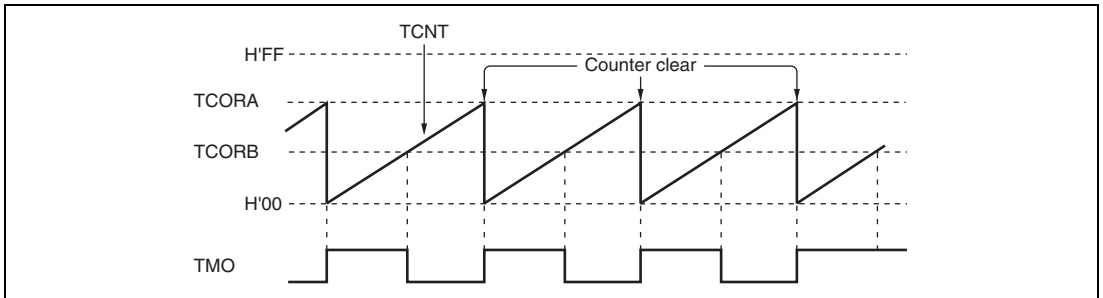 TCNT
H'FF
Counter clear
TCORA
TCORB
H'00
TMO